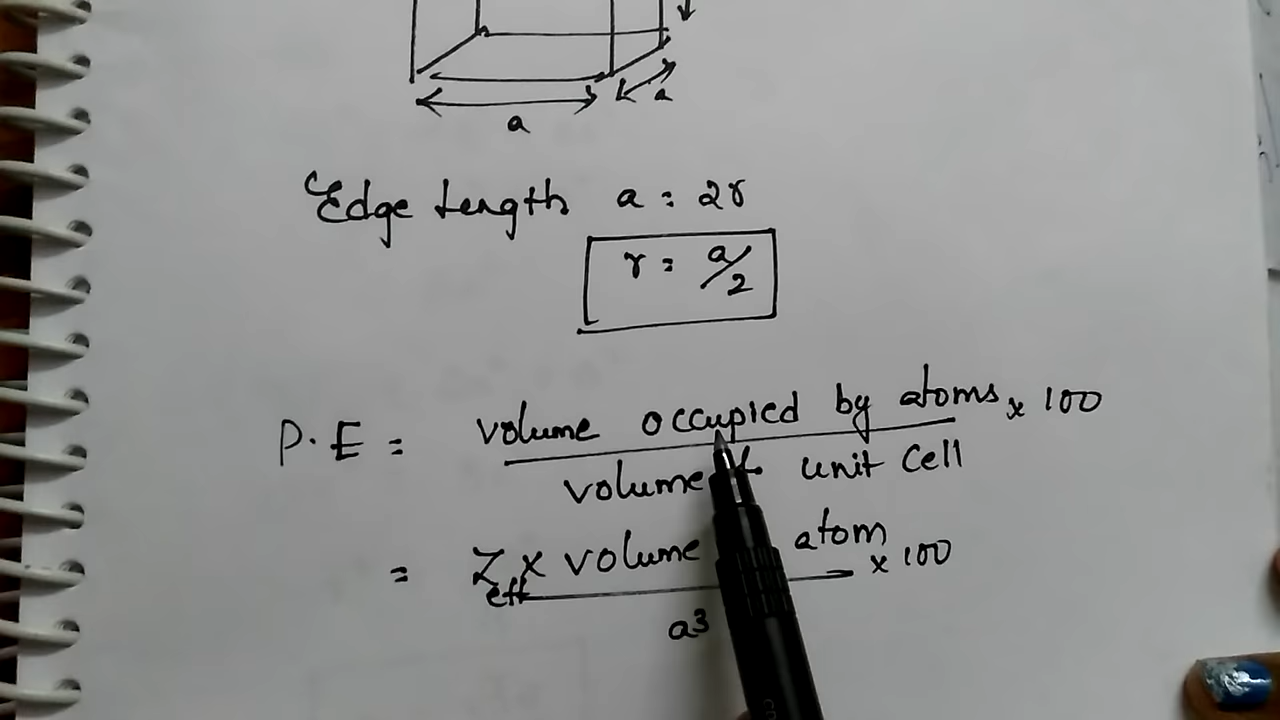 a
a
Edge Length a = 2r
r = a/2
P.E = volume occupied by atoms x 100
volume unit cell
= Zeff x volume atom x 100
a³